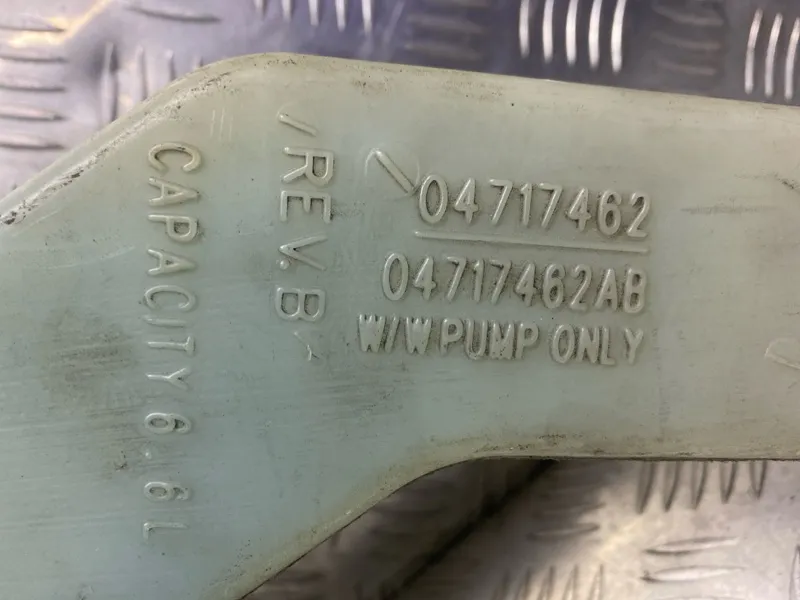 CAPACITY 6.6L
REV. B
04717462
04717462AB
W/W PUMP ONLY